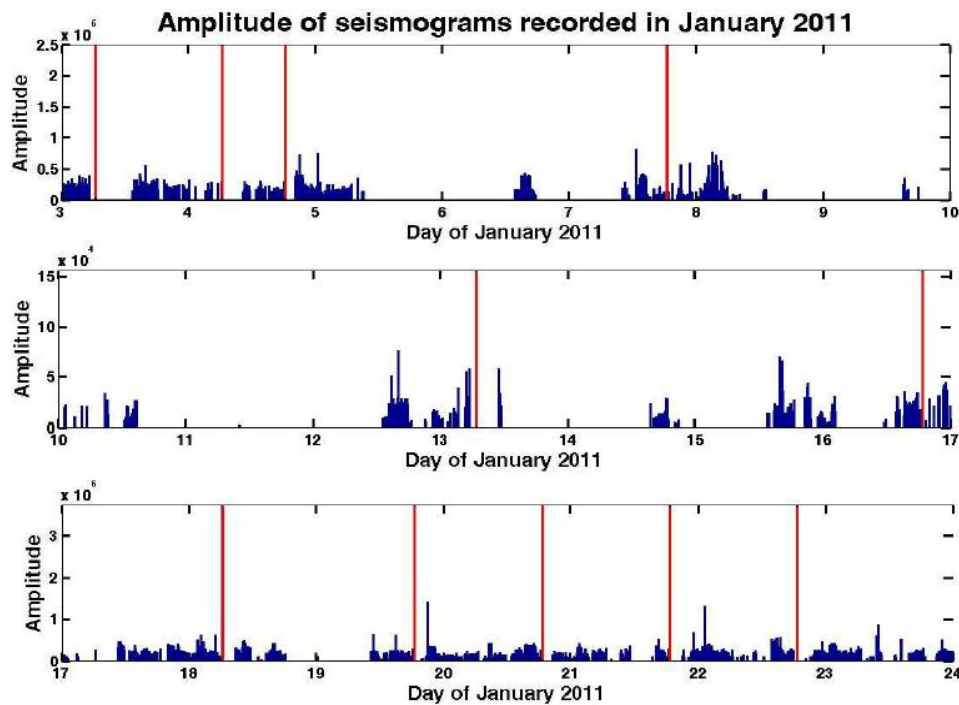 Amplitude of seismograms recorded in January 2011
x 10^6
2.5
2
1.5
1
0.5
0
Amplitude
3 4 5 6 7 8 9 10
Day of January 2011
x 10^4
15
10
5
0
Amplitude
10 11 12 13 14 15 16 17
Day of January 2011
x 10^6
3
2
1
0
Amplitude
17 18 19 20 21 22 23 24
Day of January 2011